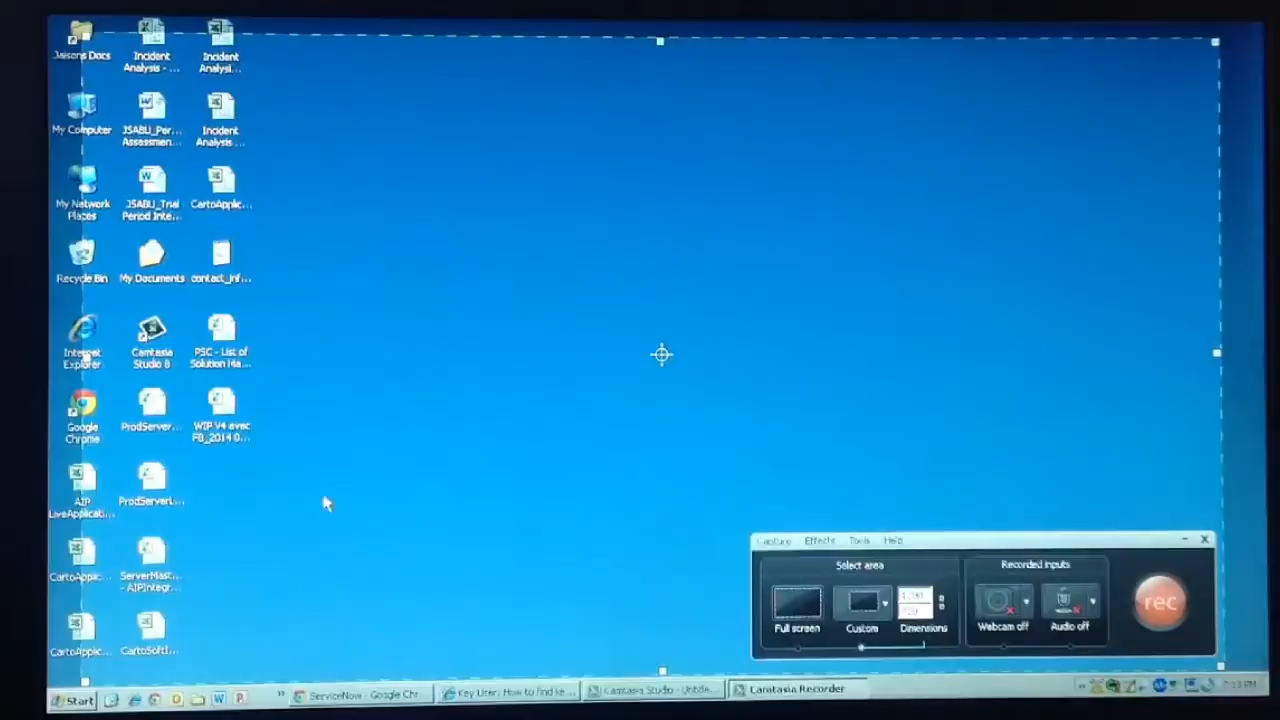 Jaisons Docs
Incident
Analysis - ...
Incident
Analysi...
My Computer
JSABU_Per...
Assessmen...
Incident
Analysis ...
My Network
Places
JSABU_Trial
Period Inte...
CartoApplic...
Recycle Bin
My Documents
contact_inf...
Internet
Explorer
Camtasia
Studio 8
PSC - List of
Solution Ma...
Google
Chrome
ProdServer...
WIP V4 avec
FB_2014 0...
AIP
LiveApplicati...
ProdServerL...
CartoApplic...
ServerMast...
- AIPIntegr...
CartoApplic...
CartoSoftI...
Capture Effects Tools Help
Select area
Recorded inputs
Full screen
Custom
Dimensions
Webcam off
Audio off
rec
Start
ServiceNow - Google Chr...
Key User: How to find ke...
Camtasia Studio - Untitle...
Camtasia Recorder